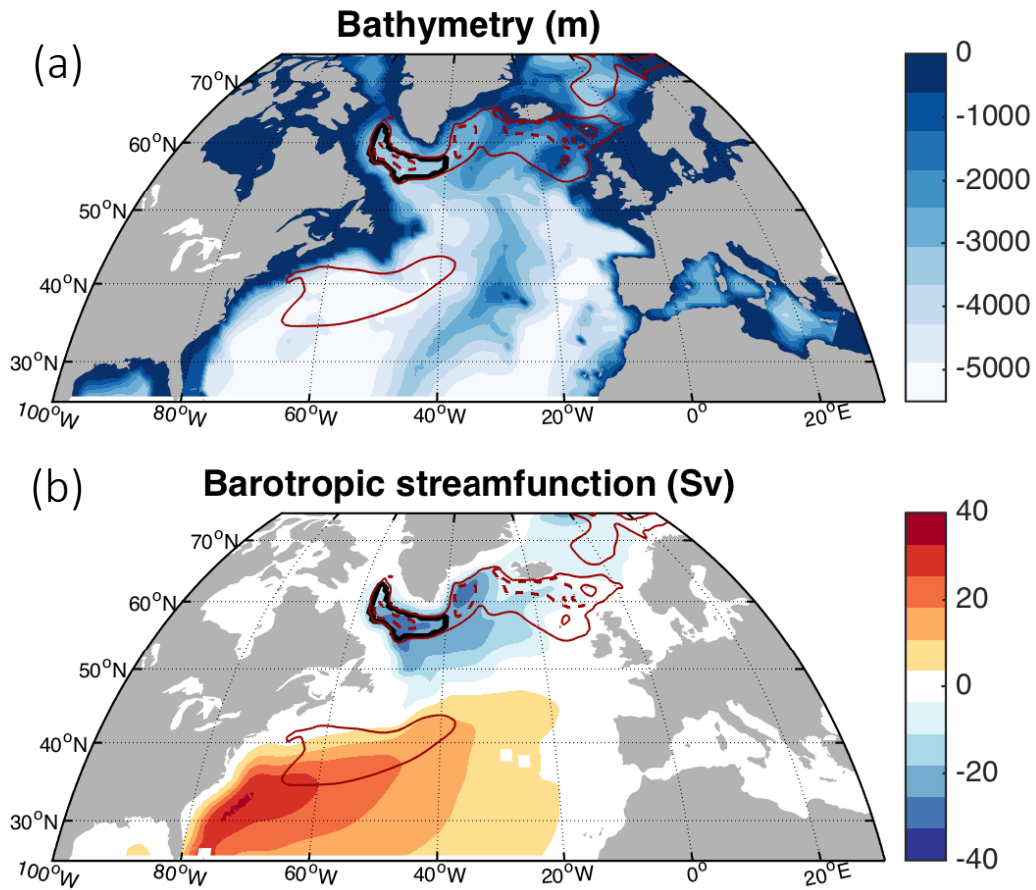 Bathymetry (m)
(a)
70°N
60°N
50°N
40°N
30°N
100°W
80°W
60°W
40°W
20°W
0°
20°E
0
-1000
-2000
-3000
-4000
-5000
Barotropic streamfunction (Sv)
(b)
70°N
60°N
50°N
40°N
30°N
100°W
80°W
60°W
40°W
20°W
0°
20°E
40
20
0
-20
-40